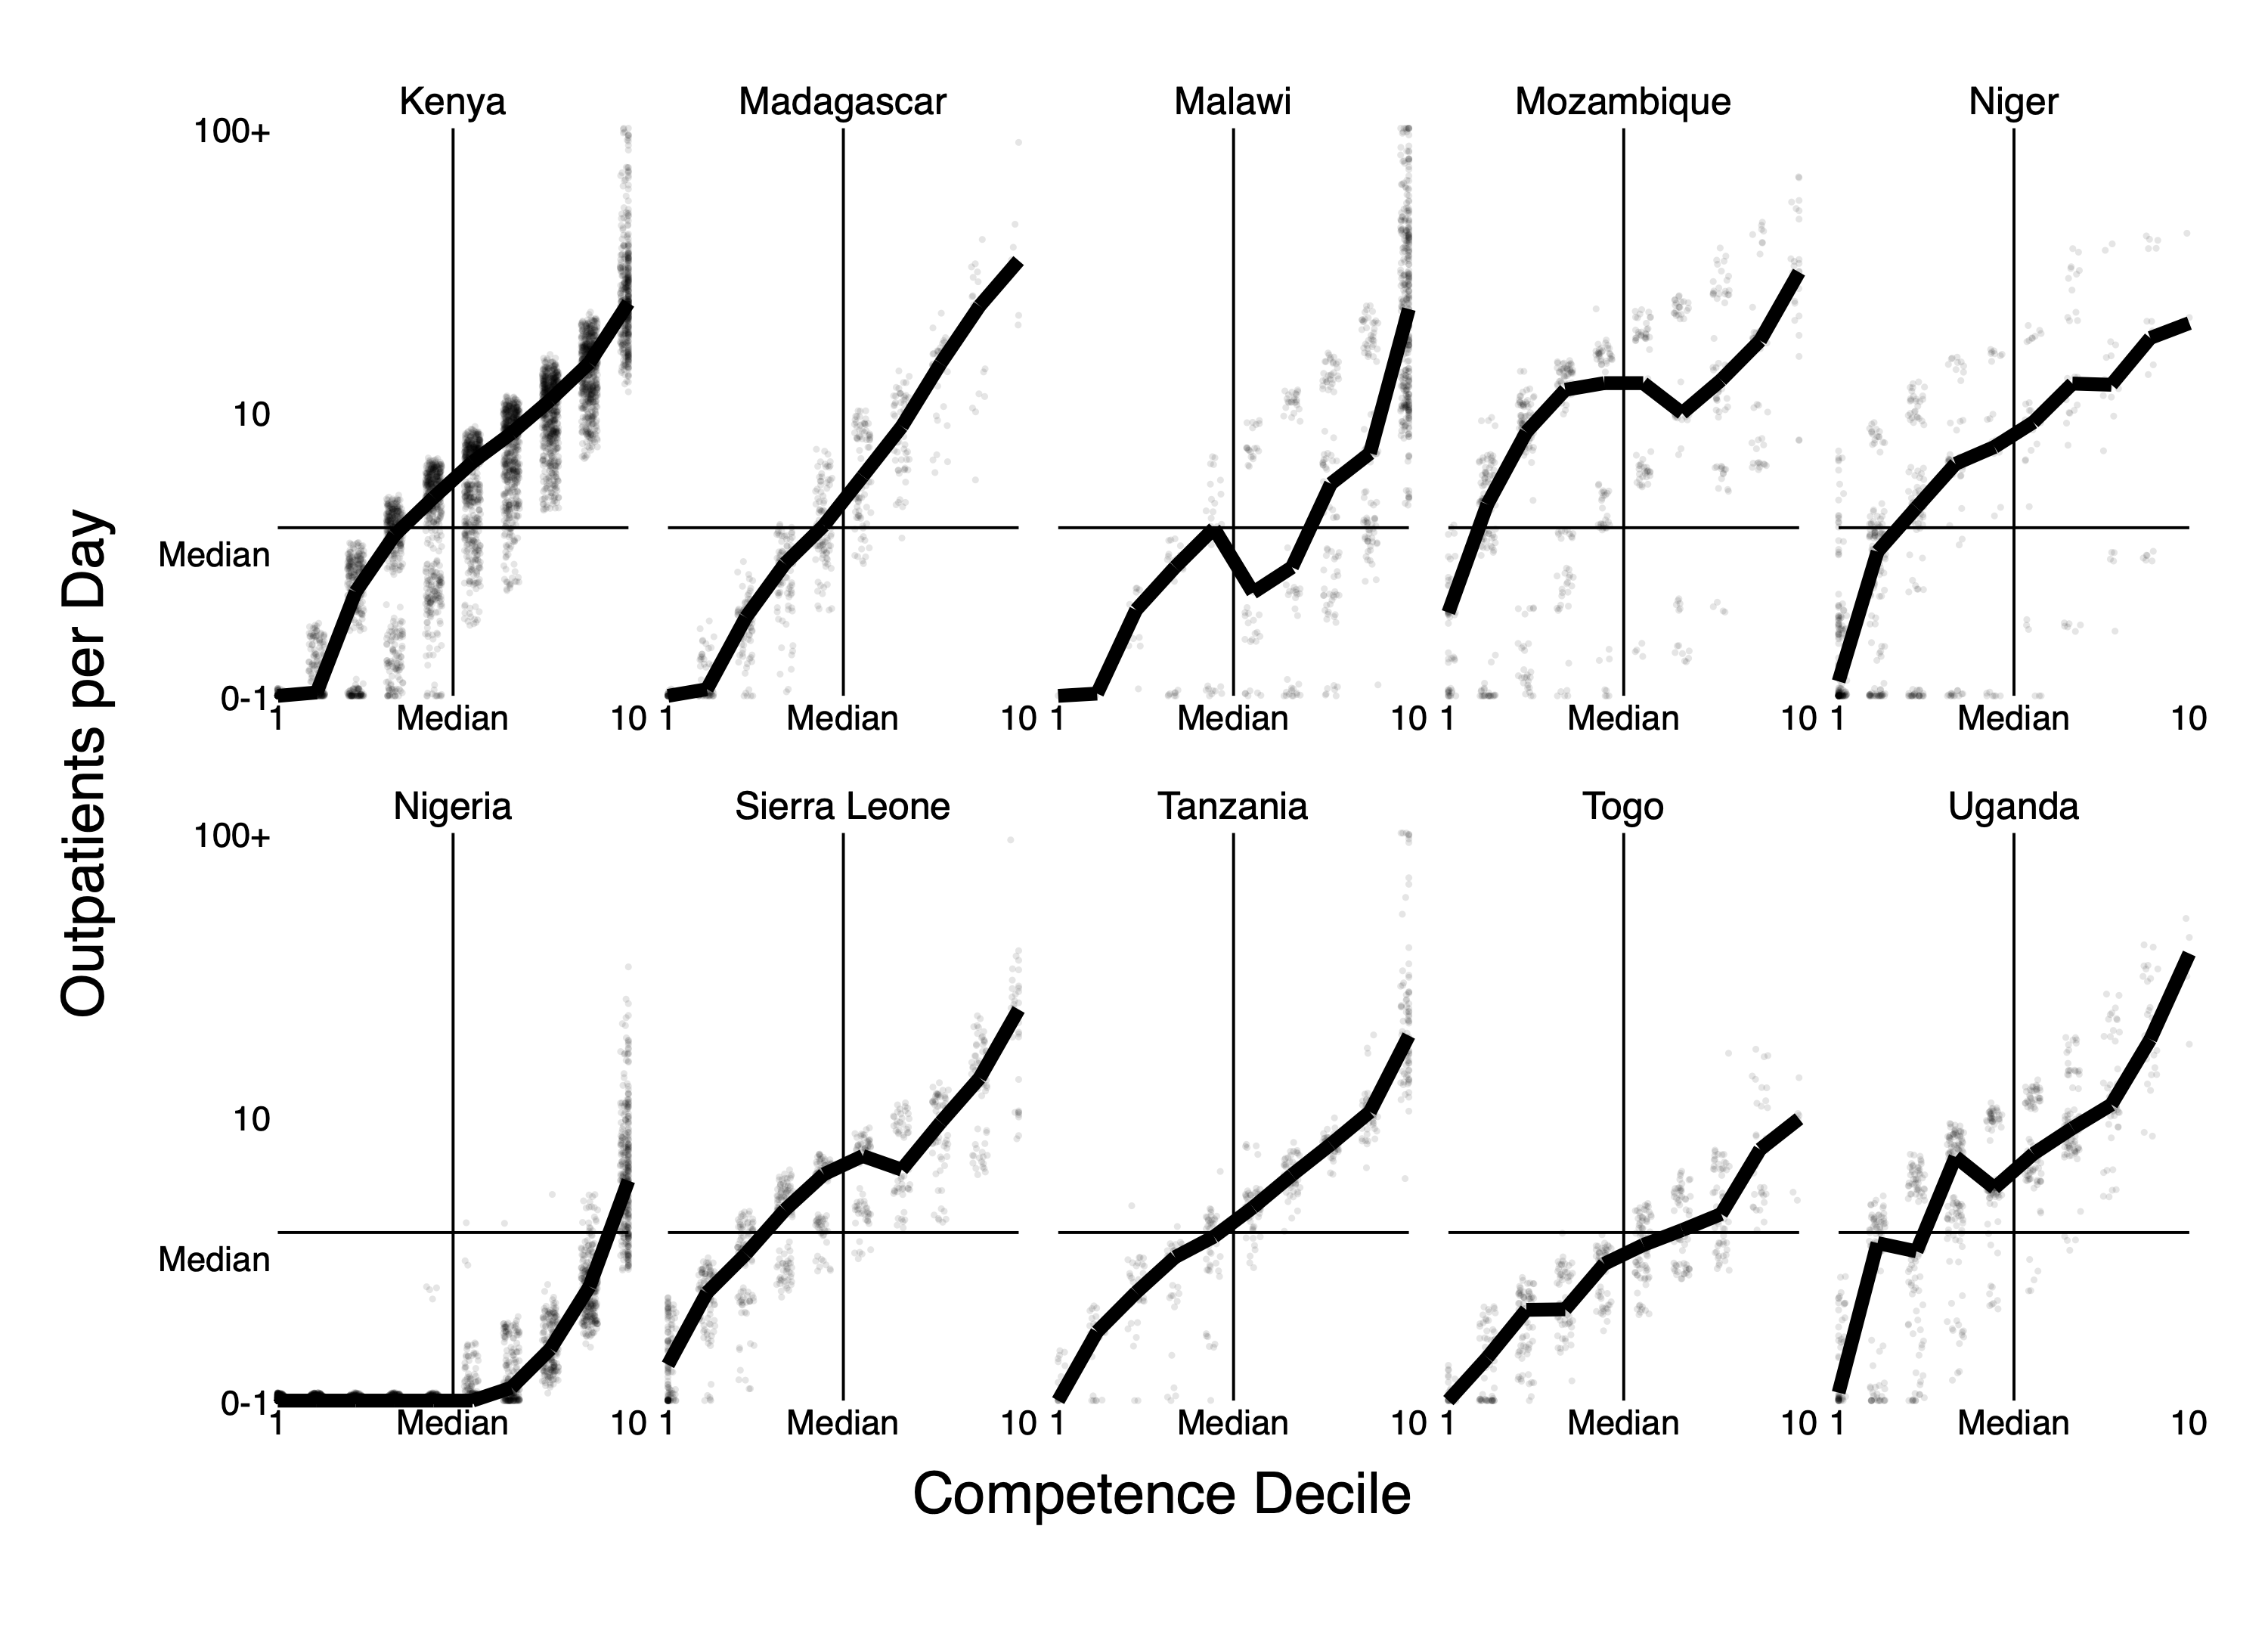 Kenya
Madagascar
Malawi
Mozambique
Niger
100+
10
Median
0-1
1 Median 10
1 Median 10
1 Median 10
1 Median 10
1 Median 10
Nigeria
Sierra Leone
Tanzania
Togo
Uganda
100+
10
Median
0-1
1 Median 10
1 Median 10
1 Median 10
1 Median 10
1 Median 10
Outpatients per Day
Competence Decile